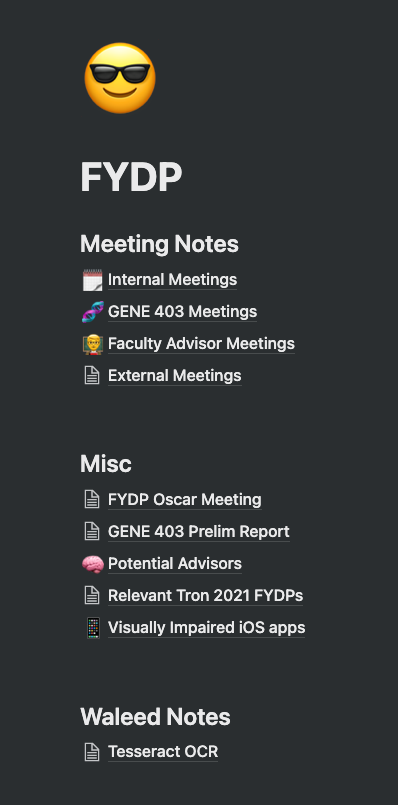 FYDP
Meeting Notes
Internal Meetings
GENE 403 Meetings
Faculty Advisor Meetings
External Meetings
Misc
FYDP Oscar Meeting
GENE 403 Prelim Report
Potential Advisors
Relevant Tron 2021 FYDPs
Visually Impaired iOS apps
Waleed Notes
Tesseract OCR